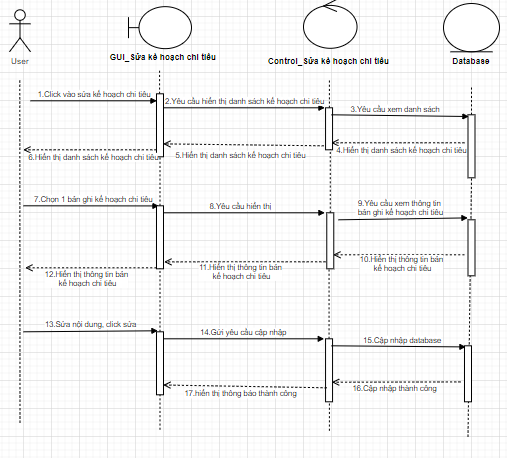 User
GUI_Sửa kế hoạch chi tiêu
Control_Sửa kế hoạch chi tiêu
Database
1.Click vào sửa kế hoạch chi tiêu
2.Yêu cầu hiển thị danh sách kế hoạch chi tiêu
3.Yêu cầu xem danh sách
4.Hiển thị danh sách kế hoạch chi tiêu
5.Hiển thị danh sách kế hoạch chi tiêu
6.Hiển thị danh sách kế hoạch chi tiêu
7.Chọn 1 bản ghi kế hoạch chi tiêu
8.Yêu cầu hiển thị
9.Yêu cầu xem thông tin
bản ghi kế hoạch chi tiêu
10.Hiển thị thông tin bản
kế hoạch chi tiêu
11.Hiển thị thông tin bản
kế hoạch chi tiêu
12.Hiển thị thông tin bản
kế hoạch chi tiêu
13.Sửa nội dung, click sửa
14.Gửi yêu cầu cập nhập
15.Cập nhập database
16.Cập nhập thành công
17.hiển thị thông báo thành công